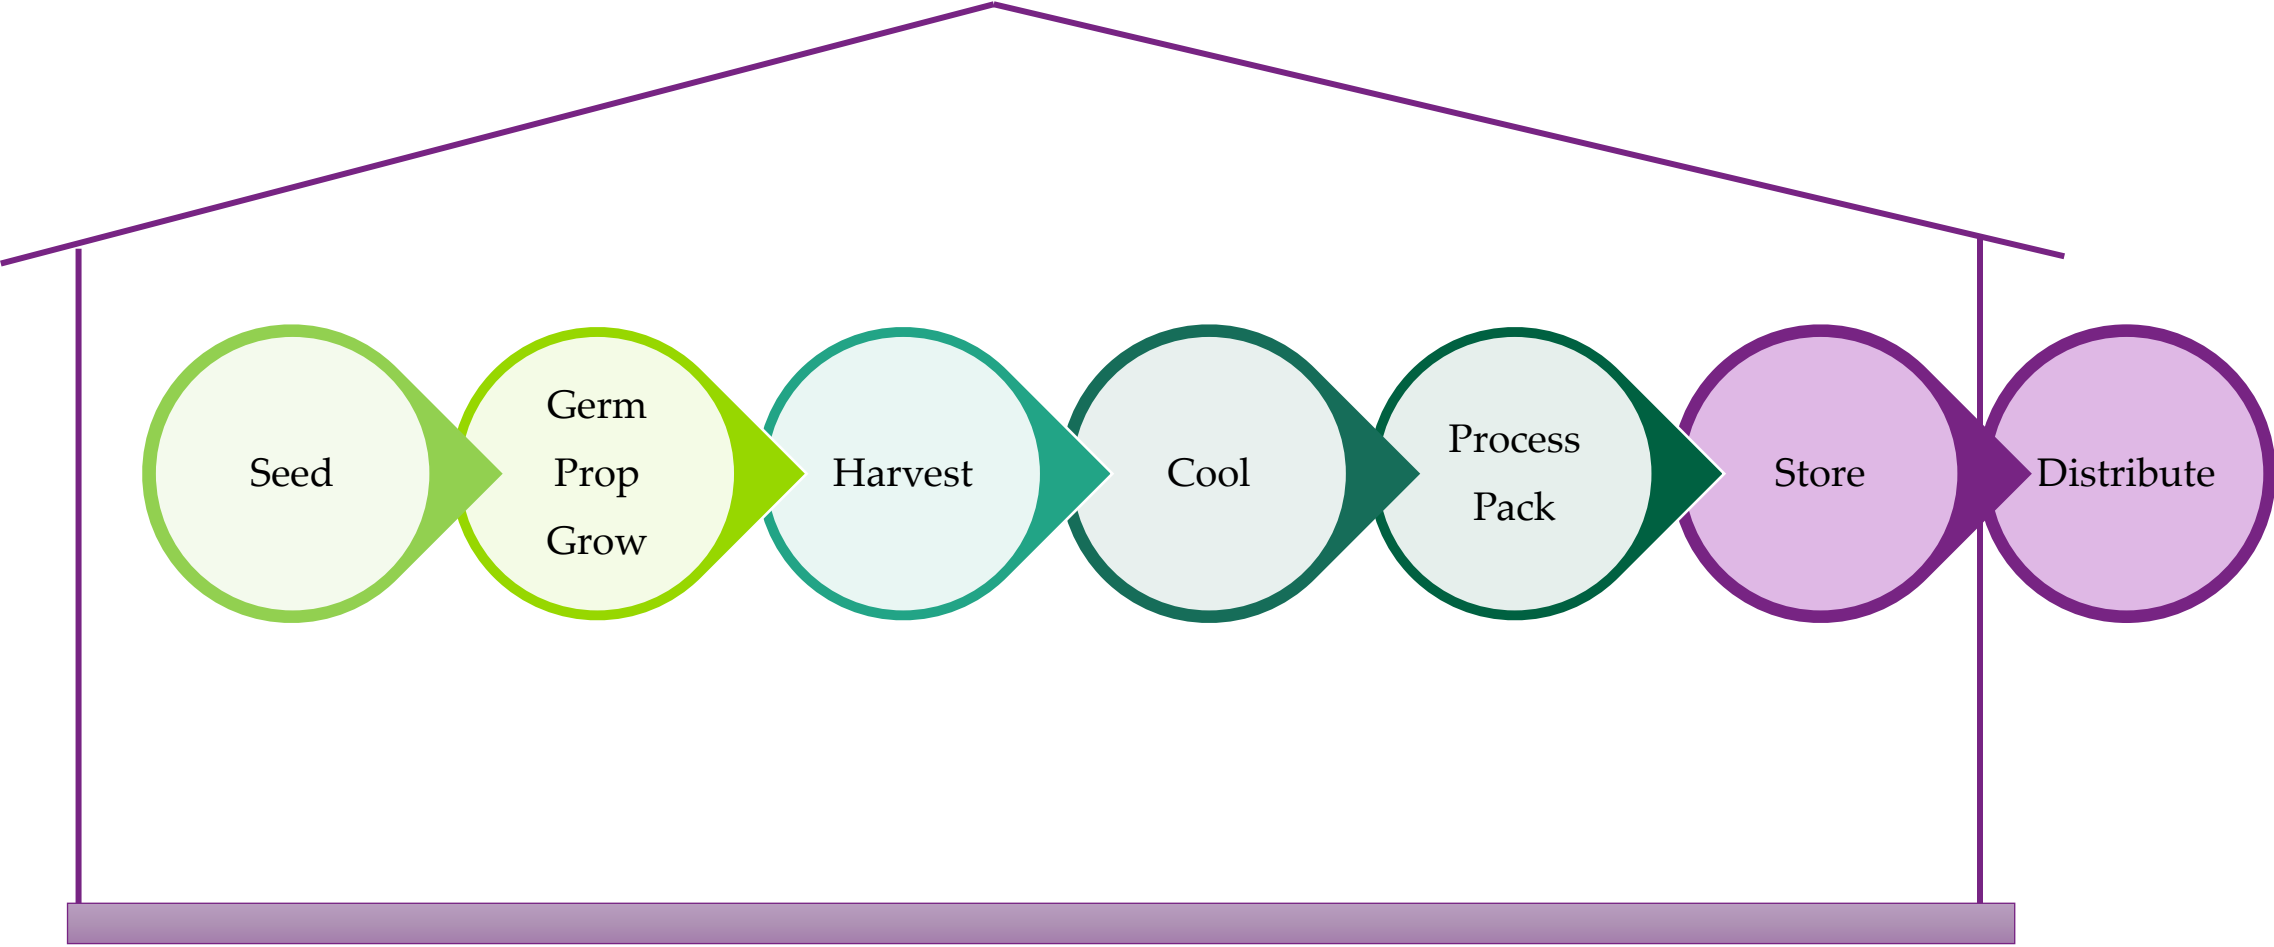 Seed
Germ
Prop
Grow
Harvest
Cool
Process
Pack
Store
Distribute